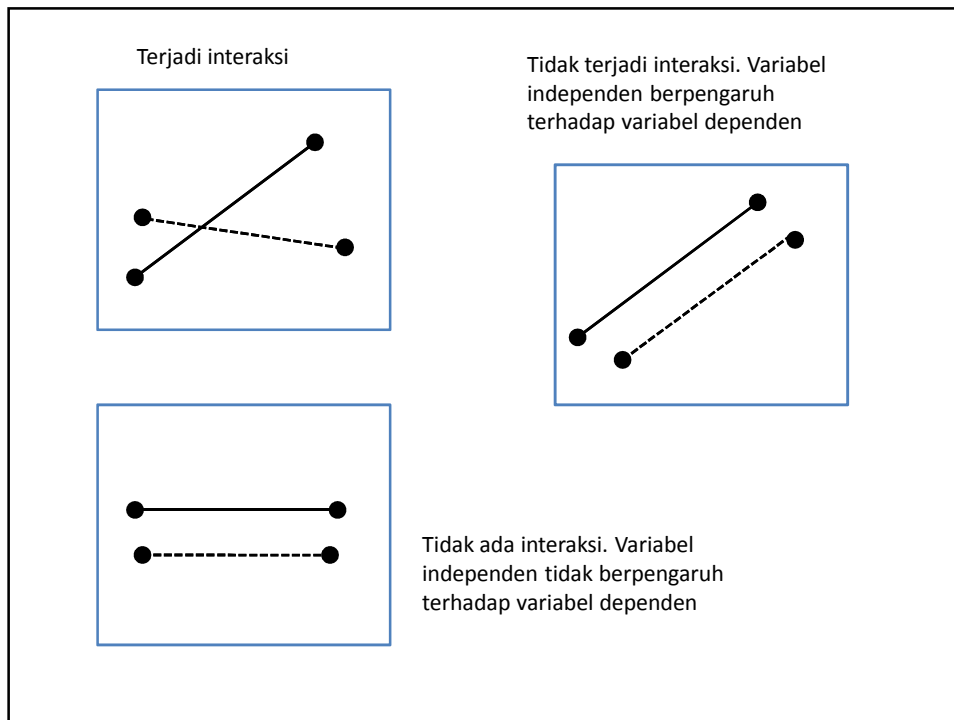 Terjadi interaksi
Tidak terjadi interaksi. Variabel
independen berpengaruh
terhadap variabel dependen
Tidak ada interaksi. Variabel
independen tidak berpengaruh
terhadap variabel dependen